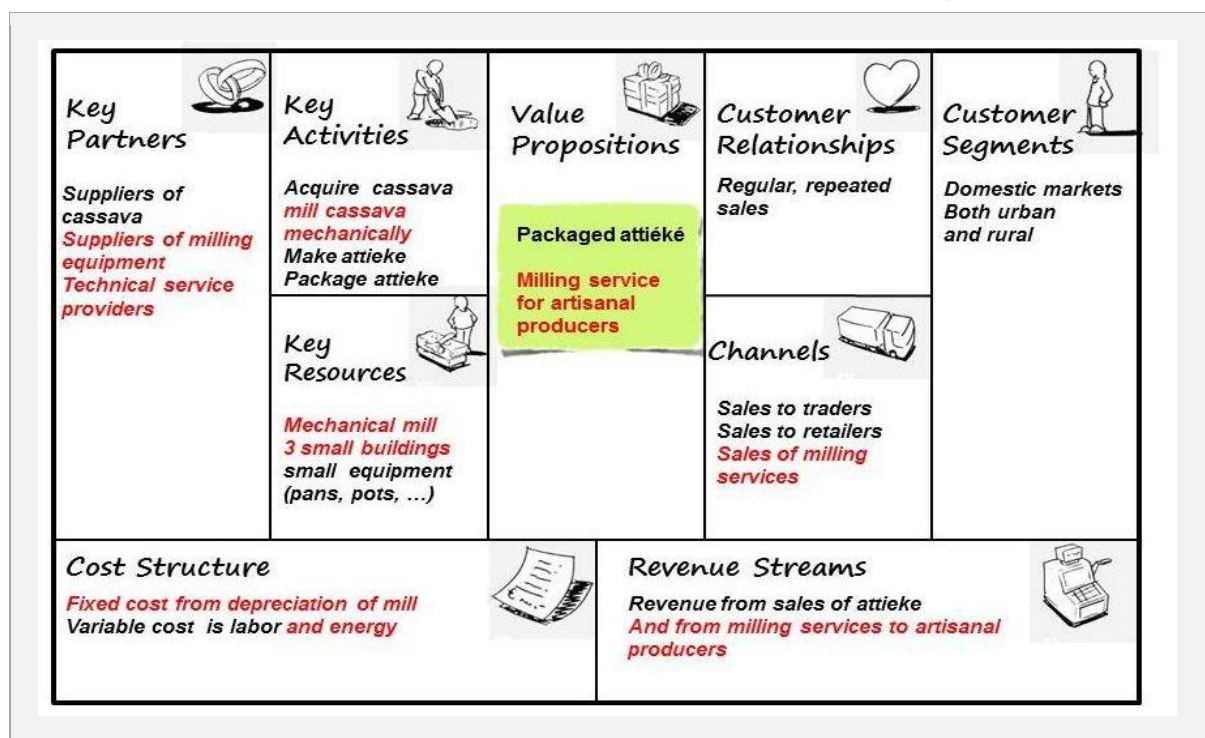 Key
Partners
Suppliers of
cassava
Suppliers of milling
equipment
Technical service
providers
Key
Activities
Acquire cassava
mill cassava
mechanically
Make attieke
Package attieke
Key
Resources
Mechanical mill
3 small buildings
small equipment
(pans, pots, ...)
Value
Propositions
Packaged attiéké
Milling service
for artisanal
producers
Customer
Relationships
Regular, repeated
sales
Channels
Sales to traders
Sales to retailers
Sales of milling
services
Customer
Segments
Domestic markets
Both urban
and rural
Cost Structure
Fixed cost from depreciation of mill
Variable cost is labor and energy
Revenue Streams
Revenue from sales of attieke
And from milling services to artisanal
producers